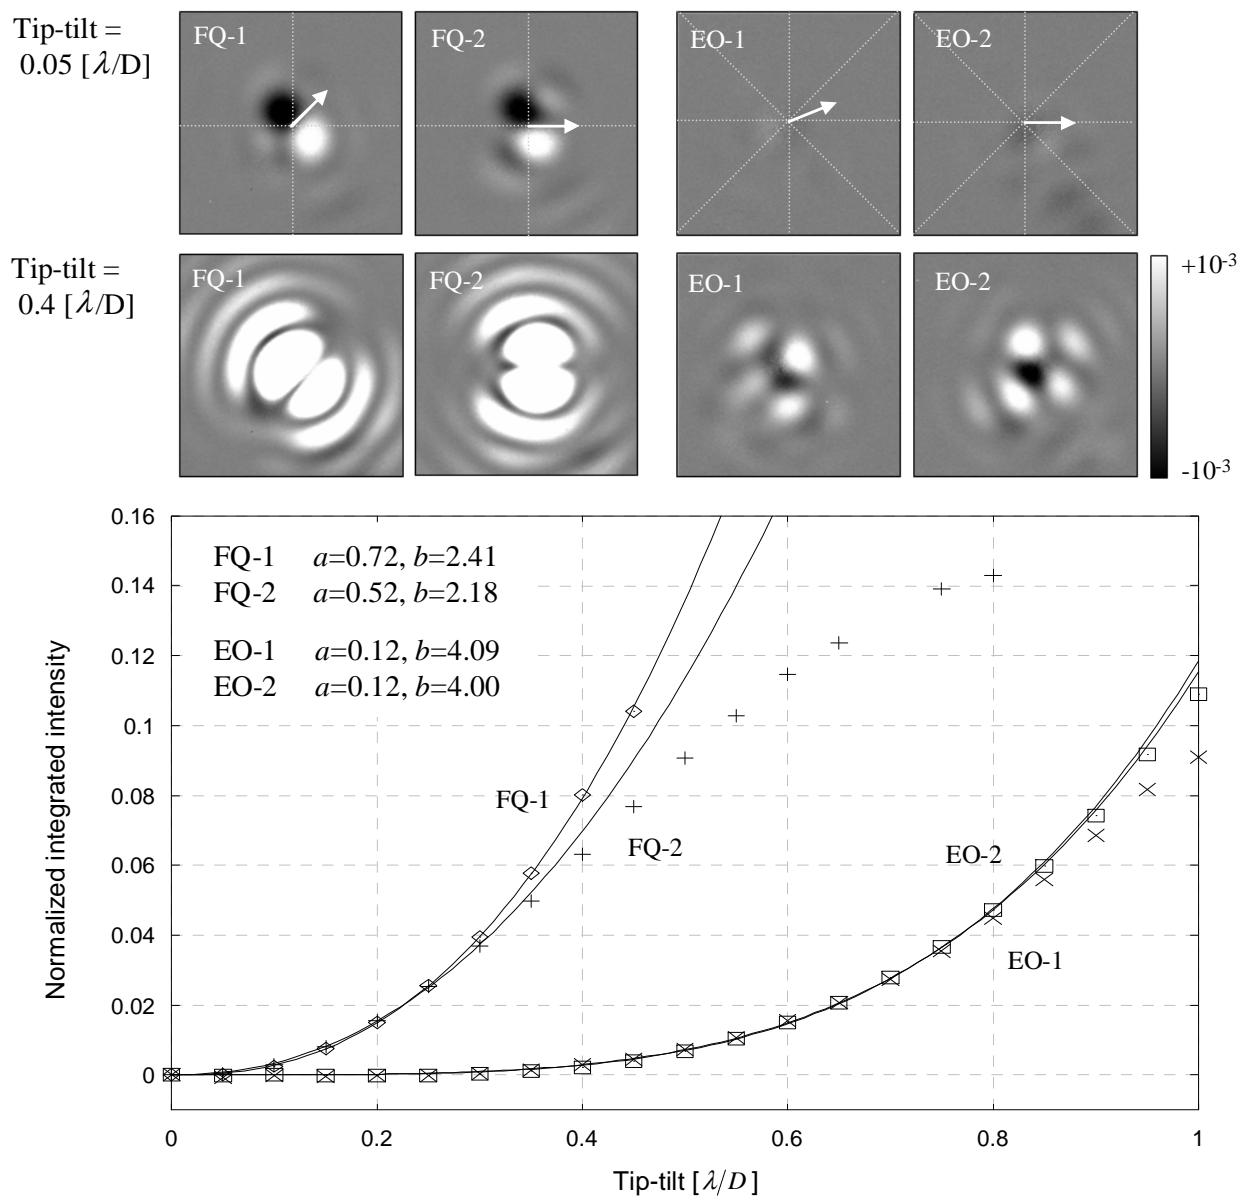 Tip-tilt =
0.05 [λ/D]
FQ-1
FQ-2
EO-1
EO-2
Tip-tilt =
0.4 [λ/D]
FQ-1
FQ-2
EO-1
EO-2
+10⁻³
-10⁻³
0.16
0.14
0.12
0.1
0.08
0.06
0.04
0.02
0
Normalized integrated intensity
FQ-1 a=0.72, b=2.41
FQ-2 a=0.52, b=2.18
EO-1 a=0.12, b=4.09
EO-2 a=0.12, b=4.00
FQ-1
FQ-2
EO-2
EO-1
0 0.2 0.4 0.6 0.8 1
Tip-tilt [λ/D]